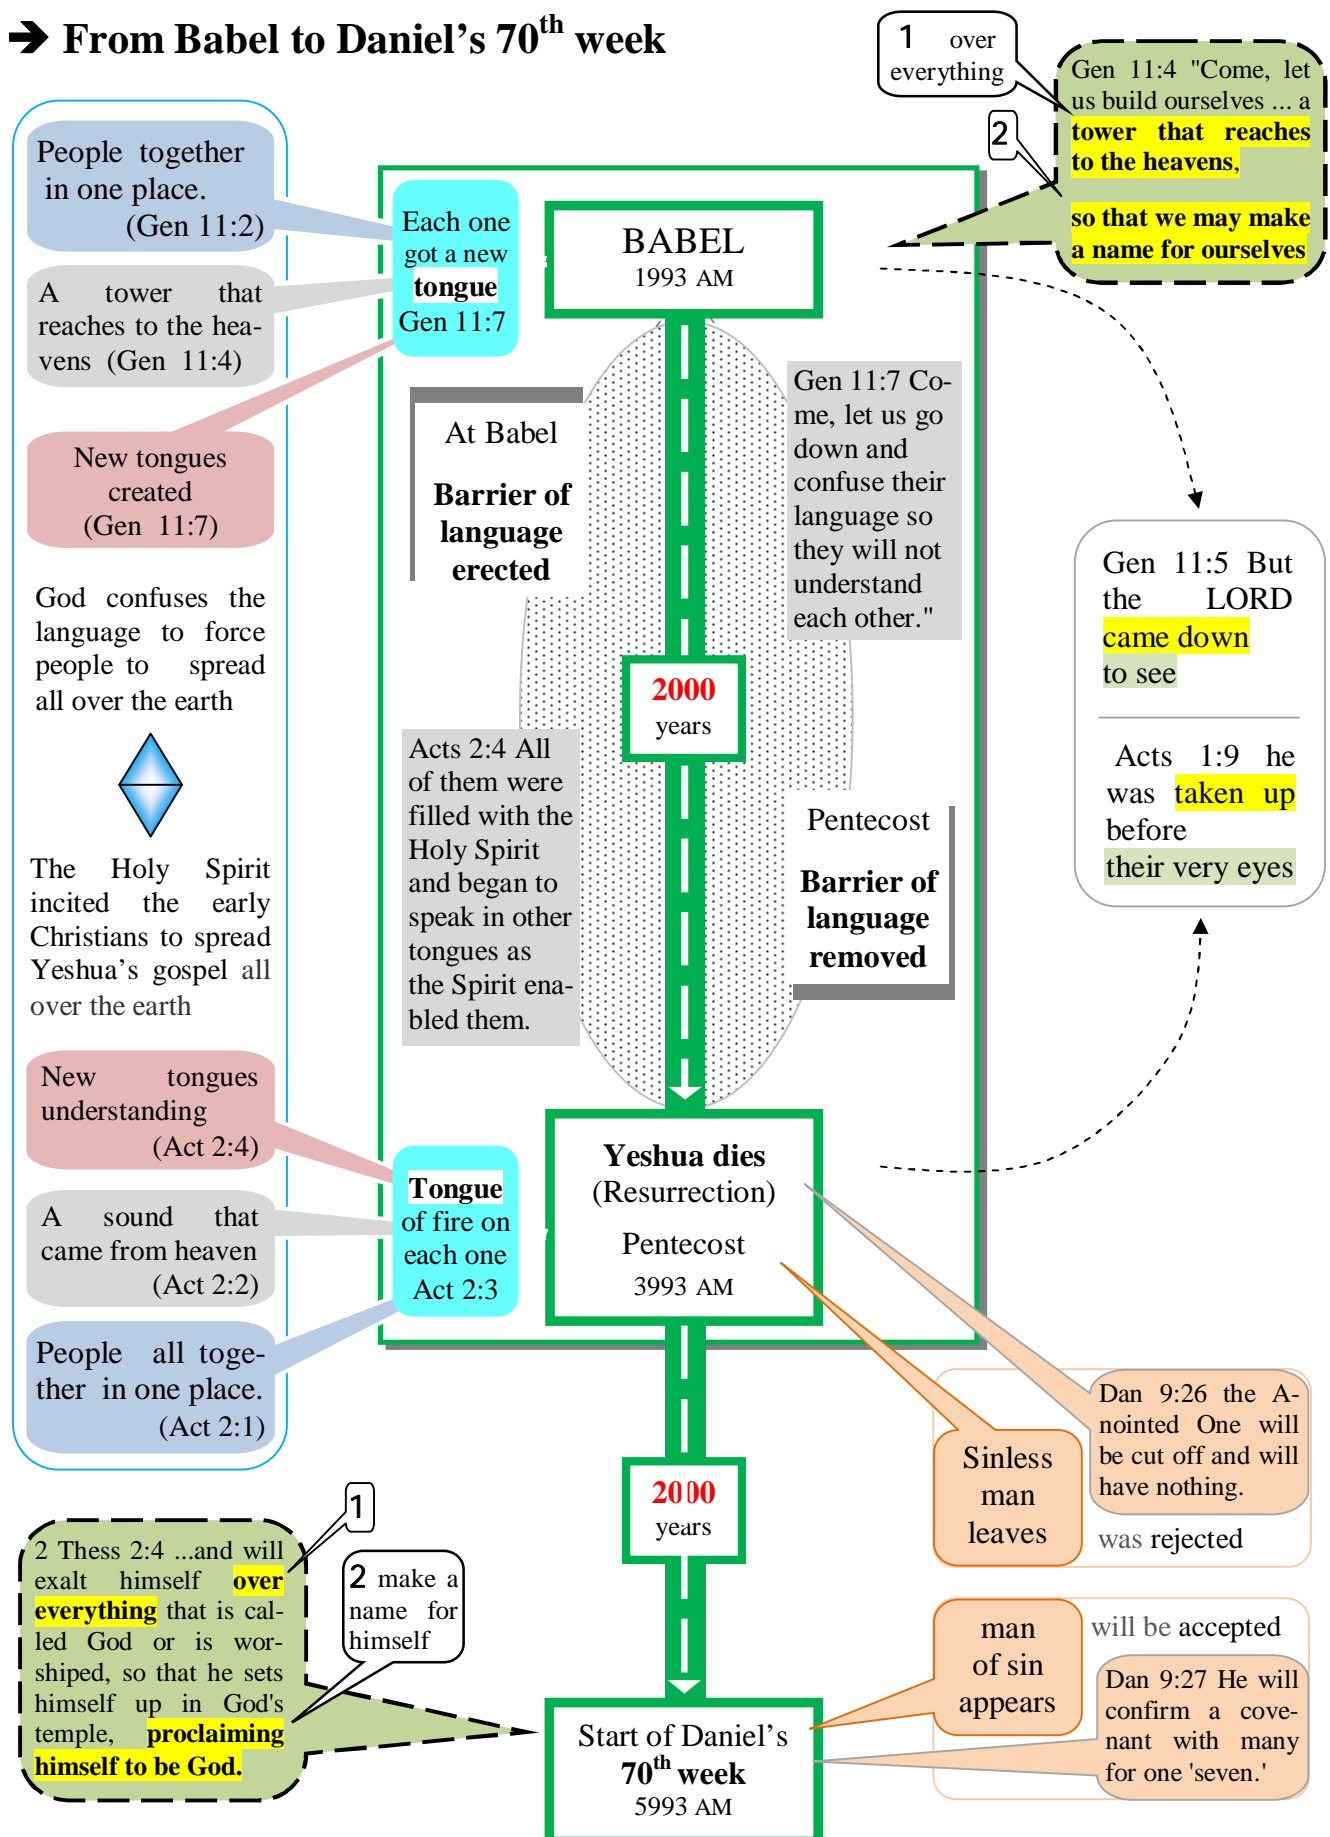 ➔ From Babel to Daniel's 70th week
1 over
everything
Gen 11:4 "Come, let
us build ourselves ... a
tower that reaches
to the heavens,
so that we may make
a name for ourselves
2
People together
in one place.
(Gen 11:2)
A tower that
reaches to the hea-
vens (Gen 11:4)
New tongues
created
(Gen 11:7)
Each one
got a new
tongue
Gen 11:7
BABEL
1993 AM
At Babel
Barrier of
language
erected
Gen 11:7 Co-
me, let us go
down and
confuse their
language so
they will not
understand
each other."
God confuses the
language to force
people to spread
all over the earth
The Holy Spirit
incited the early
Christians to spread
Yeshua's gospel all
over the earth
2000
years
Gen 11:5 But
the LORD
came down
to see
Acts 1:9 he
was taken up
before
their very eyes
Acts 2:4 All
of them were
filled with the
Holy Spirit
and began to
speak in other
tongues as
the Spirit ena-
bled them.
Pentecost
Barrier of
language
removed
New tongues
understanding
(Act 2:4)
A sound that
came from heaven
(Act 2:2)
People all toge-
ther in one place.
(Act 2:1)
Tongue
of fire on
each one
Act 2:3
Yeshua dies
(Resurrection)
Pentecost
3993 AM
Dan 9:26 the A-
nointed One will
be cut off and will
have nothing.
was rejected
Sinless
man
leaves
2000
years
1
2 Thess 2:4 ...and will
exalt himself over
everything that is cal-
led God or is wor-
shiped, so that he sets
himself up in God's
temple, proclaiming
himself to be God.
2 make a
name for
himself
man
of sin
appears
will be accepted
Dan 9:27 He will
confirm a cove-
nant with many
for one 'seven.'
Start of Daniel's
70th week
5993 AM